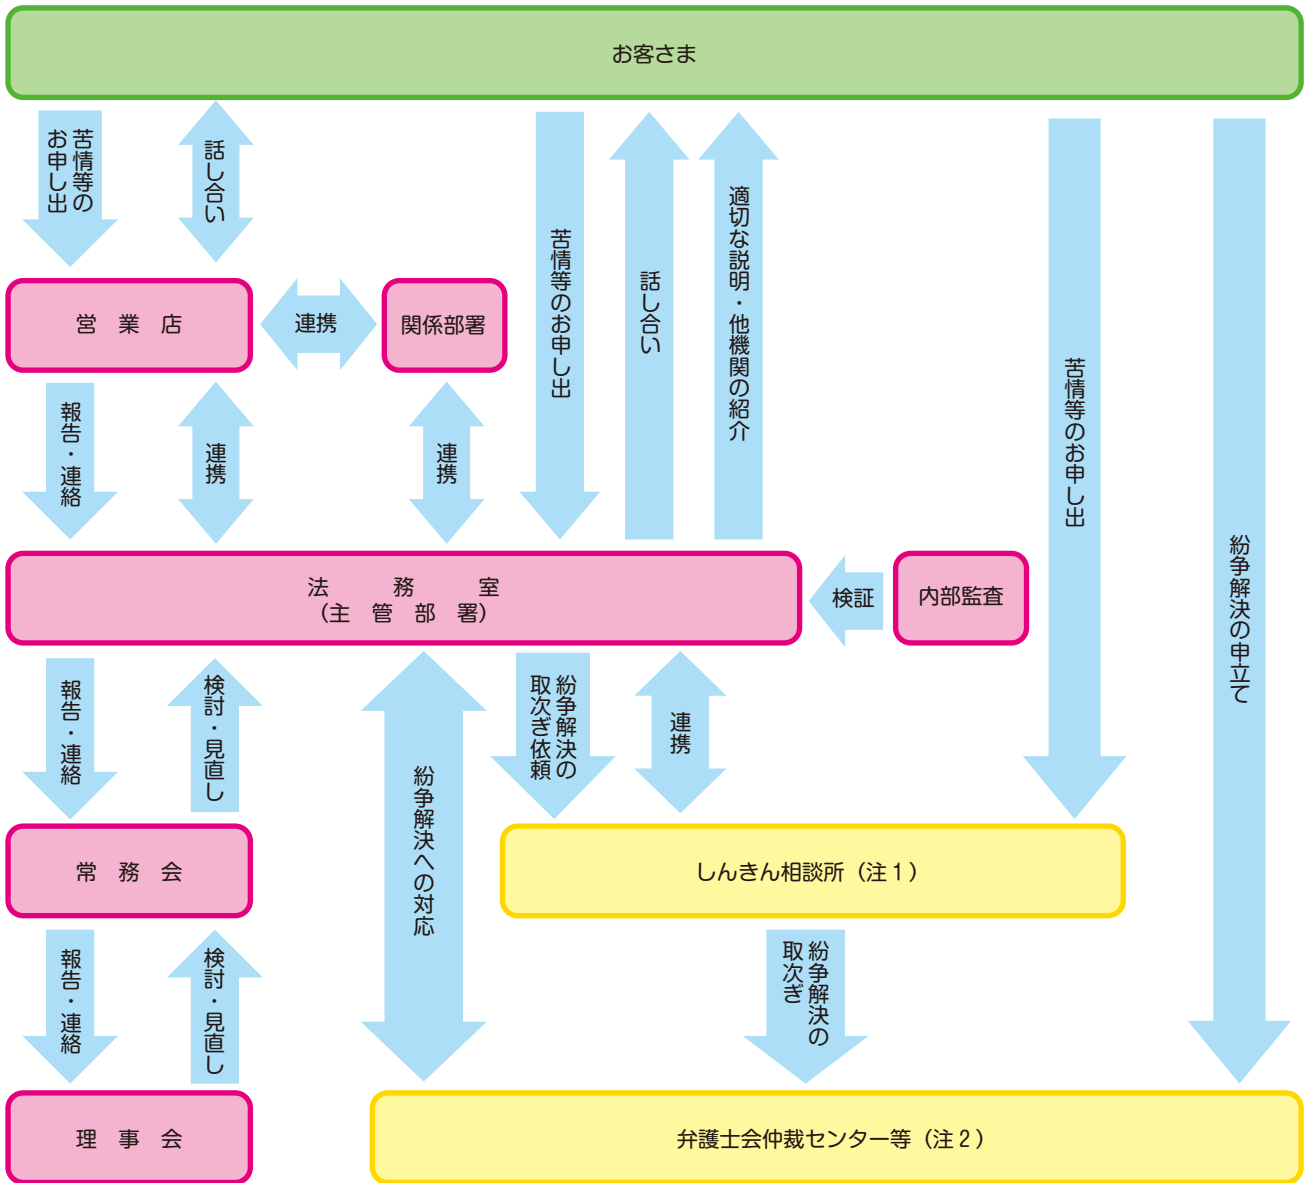 お客さま
苦情等の
お申し出
話し合い
苦情等のお申し出
話し合い
適切な説明・他機関の紹介
苦情等のお申し出
紛争解決の申立て
営　業　店
連携
関係部署
報告・連絡
連携
連携
法　　　務　　　室
（主　管　部　署）
検証
内部監査
報告・連絡
検討・見直し
紛争解決への対応
紛争解決の
取次ぎ依頼
連携
常　務　会
しんきん相談所（注１）
報告・連絡
検討・見直し
紛争解決の
取次ぎ
理　事　会
弁護士会仲裁センター等（注２）